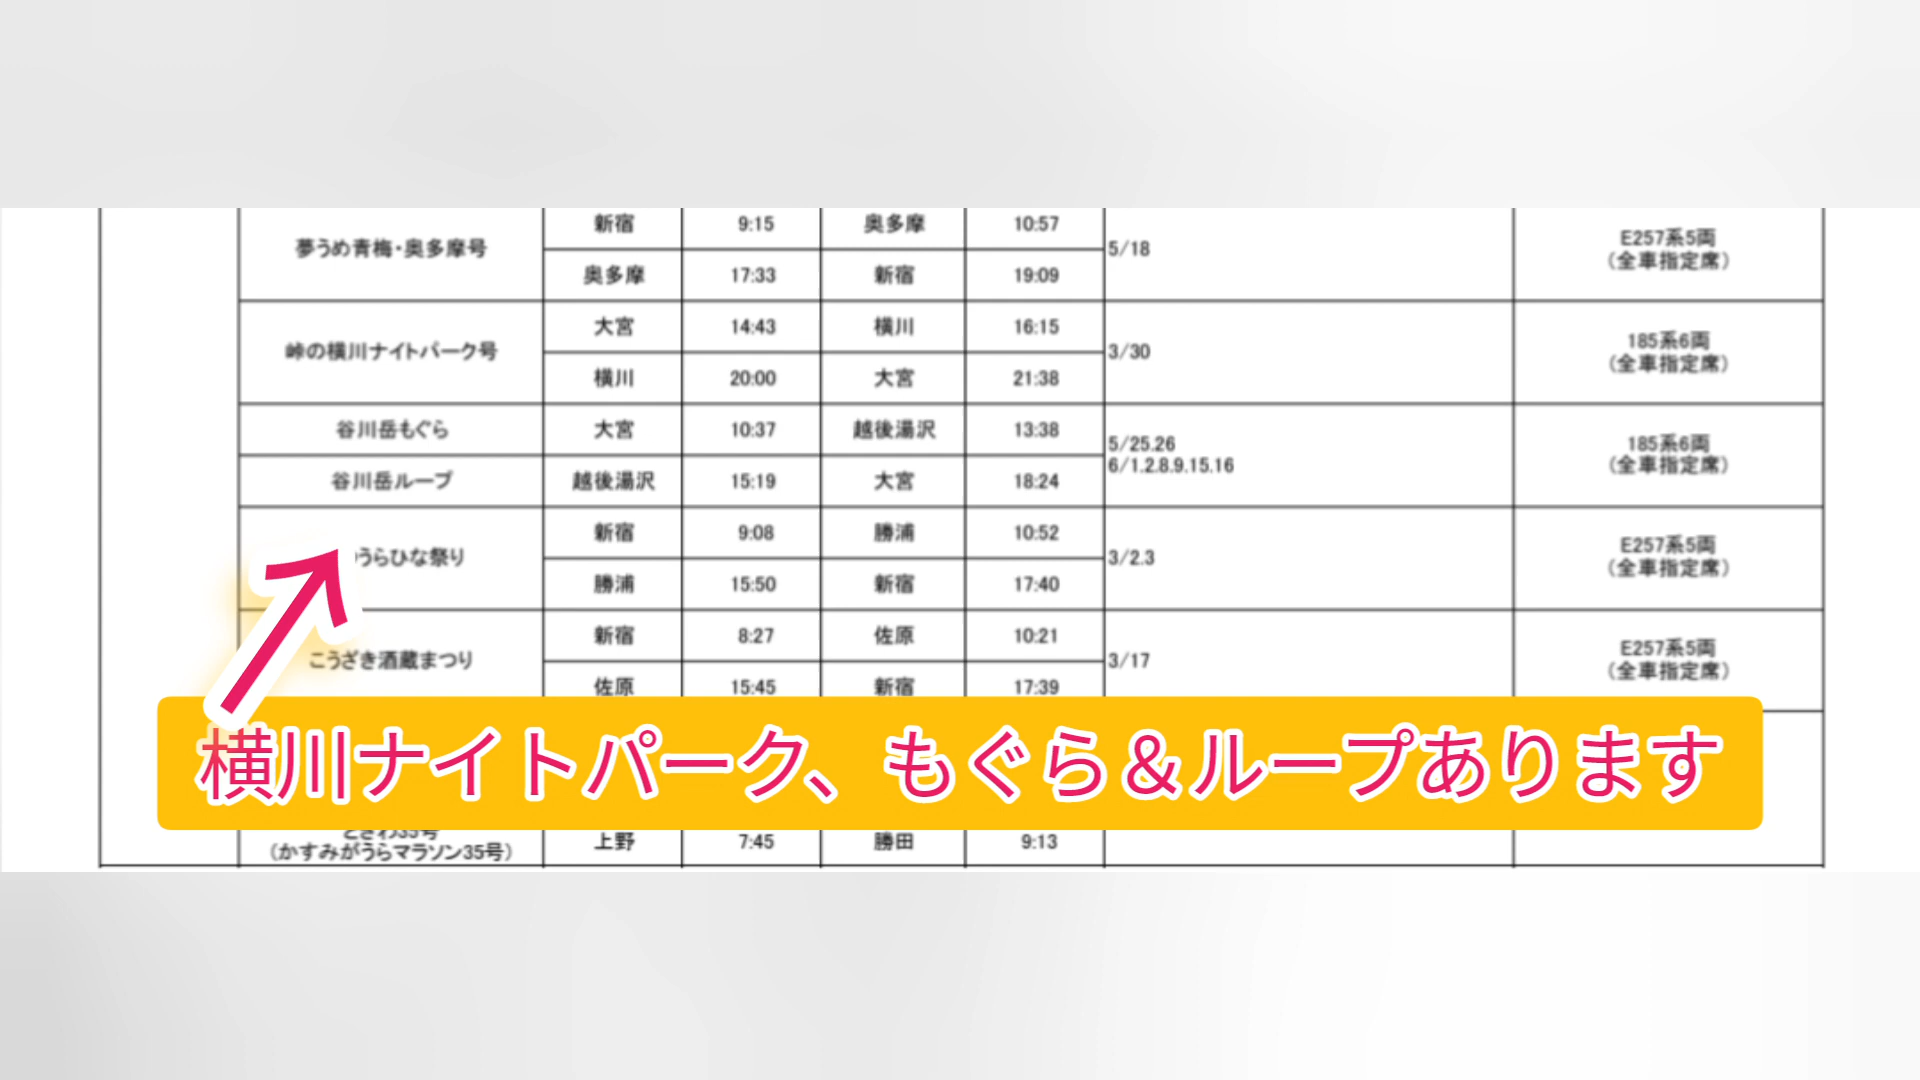 新宿 9:15 奥多摩 10:57
夢うめ青梅・奥多摩号 5/18 E257系5両
(全車指定席)
奥多摩 17:33 新宿 19:09
大宮 14:43 横川 16:15
峠の横川ナイトパーク号 3/30 185系6両
(全車指定席)
横川 20:00 大宮 21:38
谷川岳もぐら 大宮 10:37 越後湯沢 13:38
5/25.26 185系6両
6/1.2.8.9.15.16 (全車指定席)
谷川岳ループ 越後湯沢 15:19 大宮 18:24
新宿 9:08 勝浦 10:52
うらひな祭り 3/2.3 E257系5両
(全車指定席)
勝浦 15:50 新宿 17:40
新宿 8:27 佐原 10:21
こうざき酒蔵まつり 3/17 E257系5両
(全車指定席)
佐原 15:45 新宿 17:39
横川ナイトパーク、もぐら&ループあります
ときわ35号
(かすみがうらマラソン35号) 上野 7:45 勝田 9:13